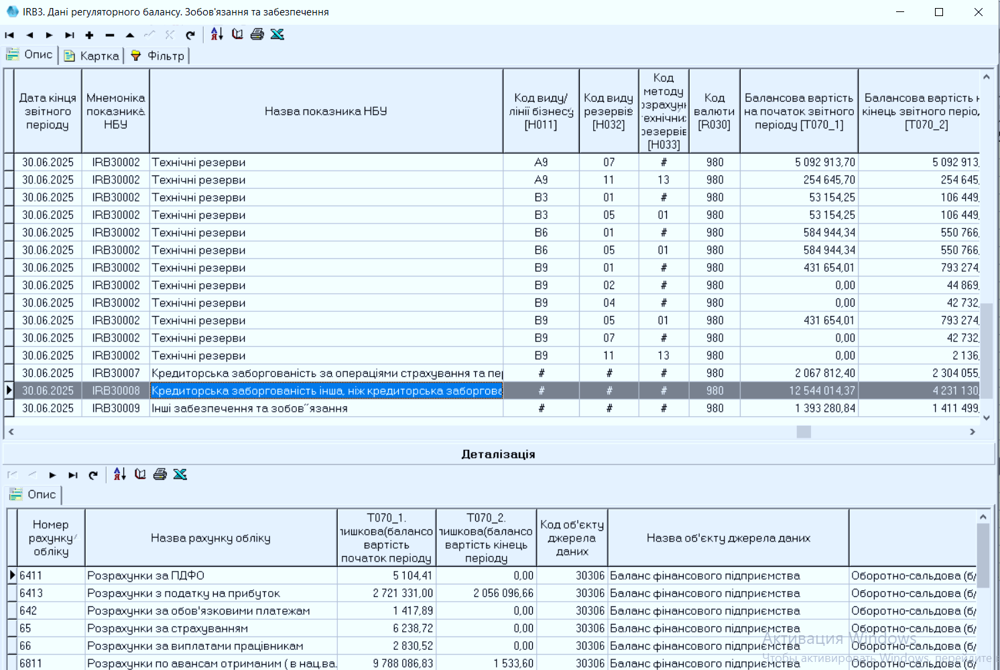 IRB3. Дані регуляторного балансу. Зобов'язання та забезпечення
Опис Картка Фільтр
Дата кінця звітного періоду Мнемоніка показника НБУ Назва показника НБУ Код виду/лінії бізнесу [H011] Код виду резервів [H032] Код методу резервів [H033] Код валюти [R030] Балансова вартість на початок звітного періоду [T070_1] Балансова вартість кінець звітного [T070_2]
30.06.2025 IRB30002 Технічні резерви A9 07 # 980 5 092 913,70 5 092 913,
30.06.2025 IRB30002 Технічні резерви A9 11 13 980 254 645,70 254 645,
30.06.2025 IRB30002 Технічні резерви B3 01 # 980 53 154,25 106 449,
30.06.2025 IRB30002 Технічні резерви B3 05 01 980 53 154,25 106 449,
30.06.2025 IRB30002 Технічні резерви B6 01 # 980 584 944,34 550 766,
30.06.2025 IRB30002 Технічні резерви B6 05 01 980 584 944,34 550 766,
30.06.2025 IRB30002 Технічні резерви B9 01 # 980 431 654,01 793 274,
30.06.2025 IRB30002 Технічні резерви B9 02 # 980 0,00 44 869,
30.06.2025 IRB30002 Технічні резерви B9 04 # 980 0,00 42 732,
30.06.2025 IRB30002 Технічні резерви B9 05 01 980 431 654,01 793 274,
30.06.2025 IRB30002 Технічні резерви B9 07 # 980 0,00 42 732,
30.06.2025 IRB30002 Технічні резерви B9 11 13 980 0,00 2 136,
30.06.2025 IRB30007 Кредиторська заборгованість за операціями страхування та пе # # # 980 2 067 812,40 2 304 055,
30.06.2025 IRB30008 Кредиторська заборгованість інша, ніж кредиторська заборгова # # # 980 12 544 014,37 4 231 130,
30.06.2025 IRB30009 Інші забезпечення та зобов˝язання # # # 980 1 393 280,84 1 411 499,
Деталізація
Опис
Номер рахунку/обліку Назва рахунку обліку T070_1. лишкова(балансо вартість початок періоду T070_2. лишкова(балансо вартість кінець періоду Код об'єкту джерела даних Назва об'єкту джерела даних
6411 Розрахунки за ПДФО 5 104,41 0,00 30306 Баланс фінансового підприємства Оборотно-сальдова (б/
6413 Розрахунки з податку на прибуток 2 721 331,00 2 056 096,66 30306 Баланс фінансового підприємства Оборотно-сальдова (б/
642 Розрахунки за обов'язковими платежам 1 417,89 0,00 30306 Баланс фінансового підприємства Оборотно-сальдова (б/
65 Розрахунки за страхуванням 6 238,72 0,00 30306 Баланс фінансового підприємства Оборотно-сальдова (б/
66 Розрахунки за виплатами працівникам 2 830,52 0,00 30306 Баланс фінансового підприємства Оборотно-сальдова (б/
6811 Розрахунки по авансам отриманим ( в нац.ва. 9 788 086,83 1 533,60 30306 Баланс фінансового підприємства Оборотно-сальдова (б/
Активация Windows
Чтобы активировать Windows, перейдите